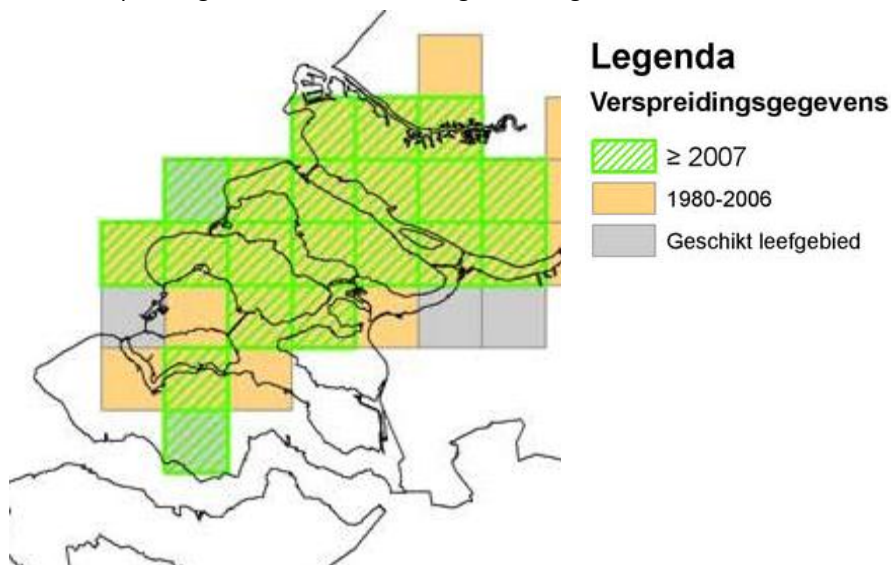 Legenda
Verspreidingsgegevens
≥ 2007
1980-2006
Geschikt leefgebied